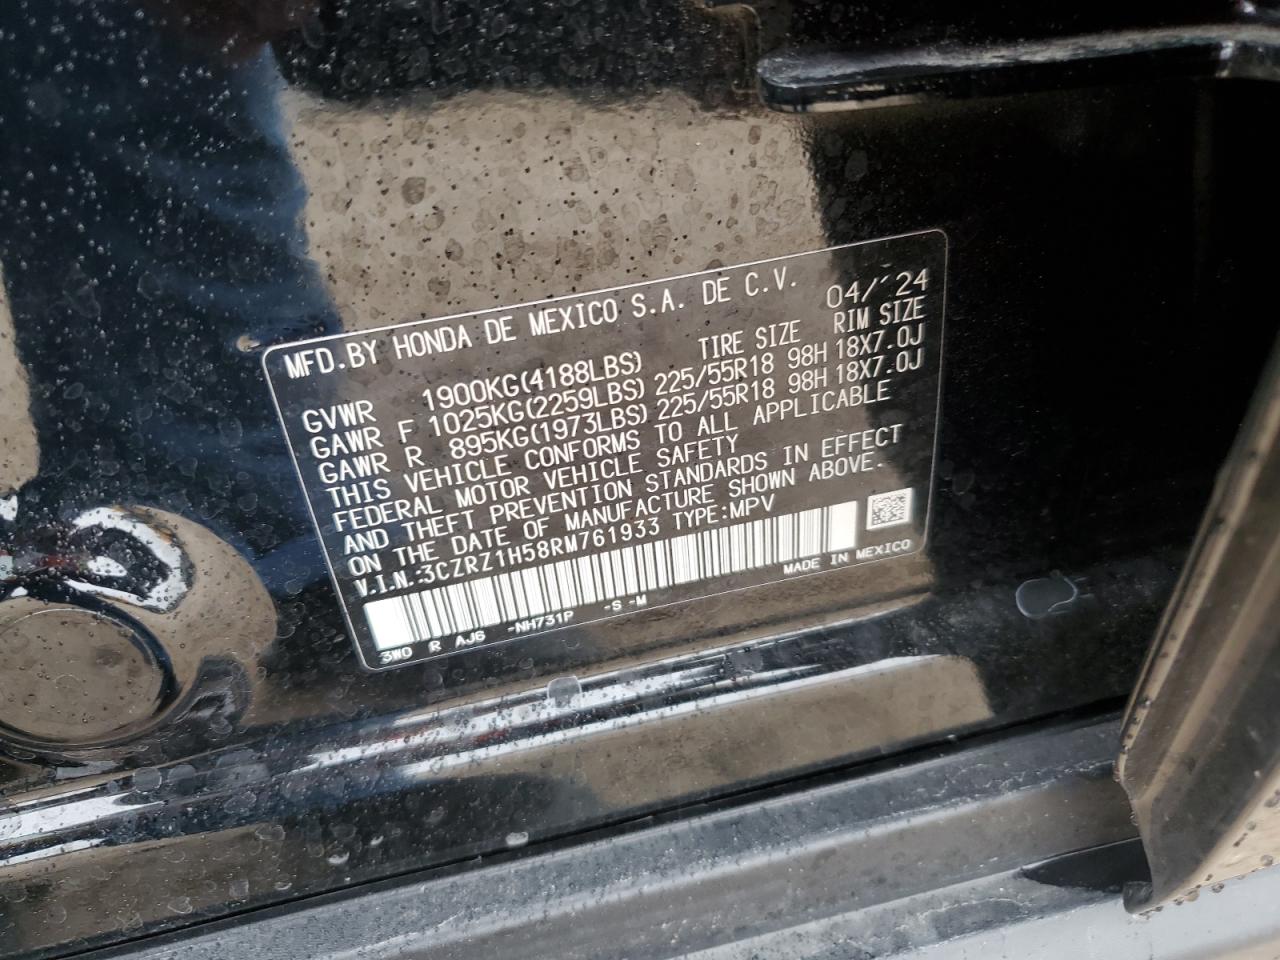 MFD.BY HONDA DE MEXICO S.A. DE C.V. 04/'24
TIRE SIZE RIM SIZE
GVWR 1900KG(4188LBS)
GAWR F 1025KG(2259LBS) 225/55R18 98H 18X7.0J
GAWR R 895KG(1973LBS) 225/55R18 98H 18X7.0J
THIS VEHICLE CONFORMS TO ALL APPLICABLE
FEDERAL MOTOR VEHICLE SAFETY
AND THEFT PREVENTION STANDARDS IN EFFECT
ON THE DATE OF MANUFACTURE SHOWN ABOVE.
V.I.N.:3CZRZ1H58RM761933 TYPE:MPV
3W0 R AJ6 -NH731P -S -M MADE IN MEXICO